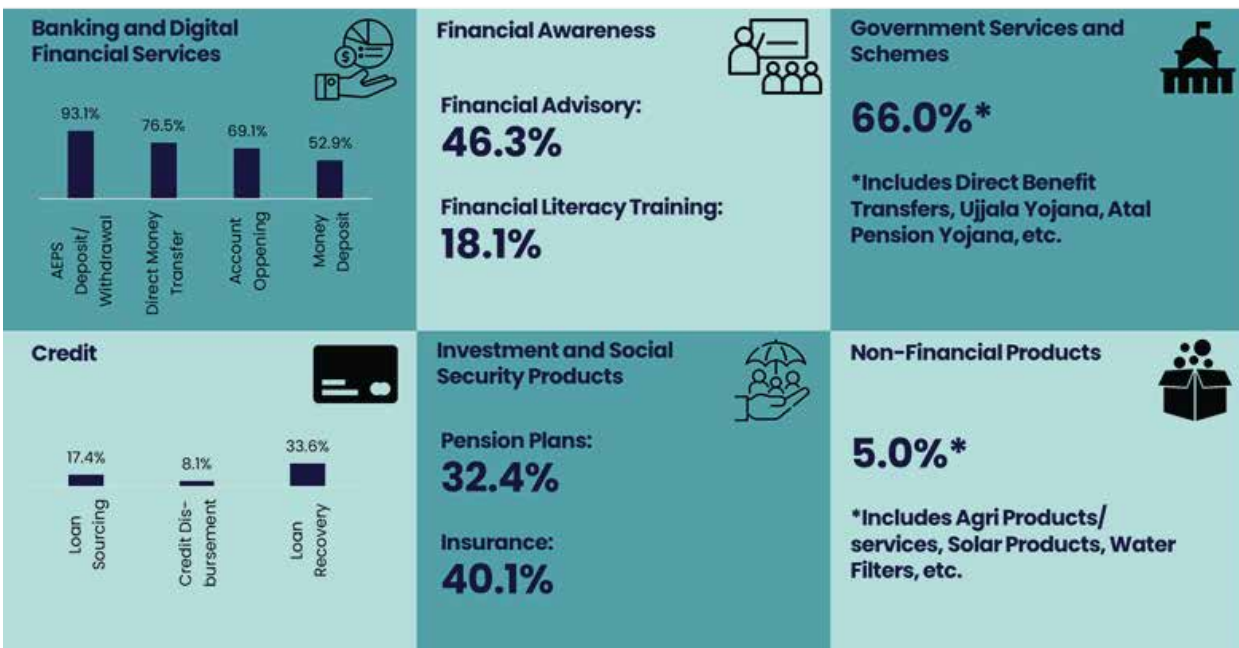 Banking and Digital
Financial Services
93.1%
76.5%
69.1%
52.9%
AEPS
Deposit/
Withdrawal
Direct Money
Transfer
Account
Oppening
Money
Deposit
Financial Awareness
Financial Advisory:
46.3%
Financial Literacy Training:
18.1%
Government Services and
Schemes
66.0%*
*Includes Direct Benefit
Transfers, Ujjala Yojana, Atal
Pension Yojana, etc.
Credit
17.4%
8.1%
33.6%
Loan
Sourcing
Credit Dis-
bursement
Loan
Recovery
Investment and Social
Security Products
Pension Plans:
32.4%
Insurance:
40.1%
Non-Financial Products
5.0%*
*Includes Agri Products/
services, Solar Products, Water
Filters, etc.